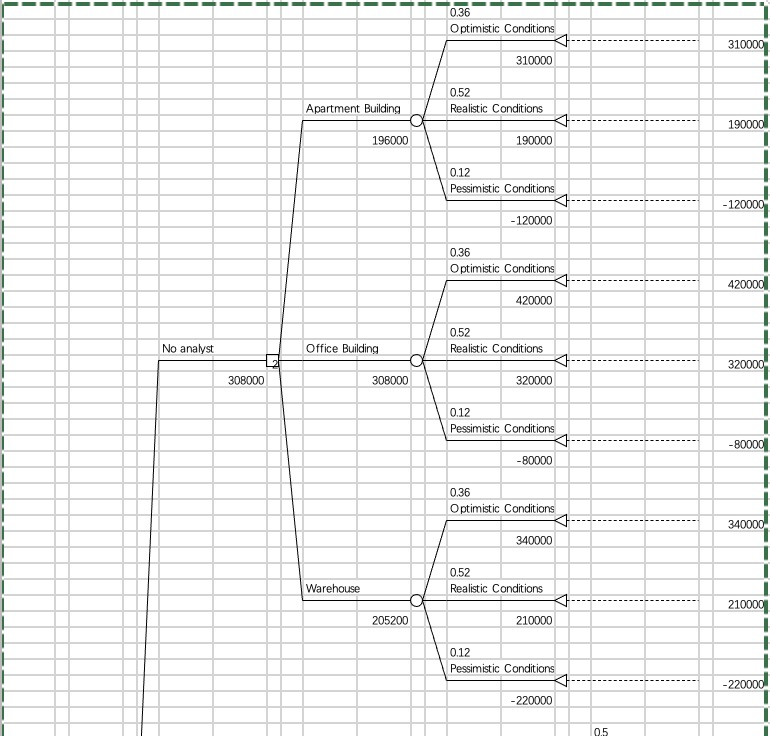 0.36
Optimistic Conditions
310000
310000
0.52
Apartment Building
Realistic Conditions
190000
196000
190000
0.12
Pessimistic Conditions
-120000
-120000
0.36
Optimistic Conditions
420000
420000
0.52
No analyst
Office Building
Realistic Conditions
2
320000
308000
308000
320000
0.12
Pessimistic Conditions
-80000
-80000
0.36
Optimistic Conditions
340000
340000
0.52
Warehouse
Realistic Conditions
210000
205200
210000
0.12
Pessimistic Conditions
-220000
-220000
0.5